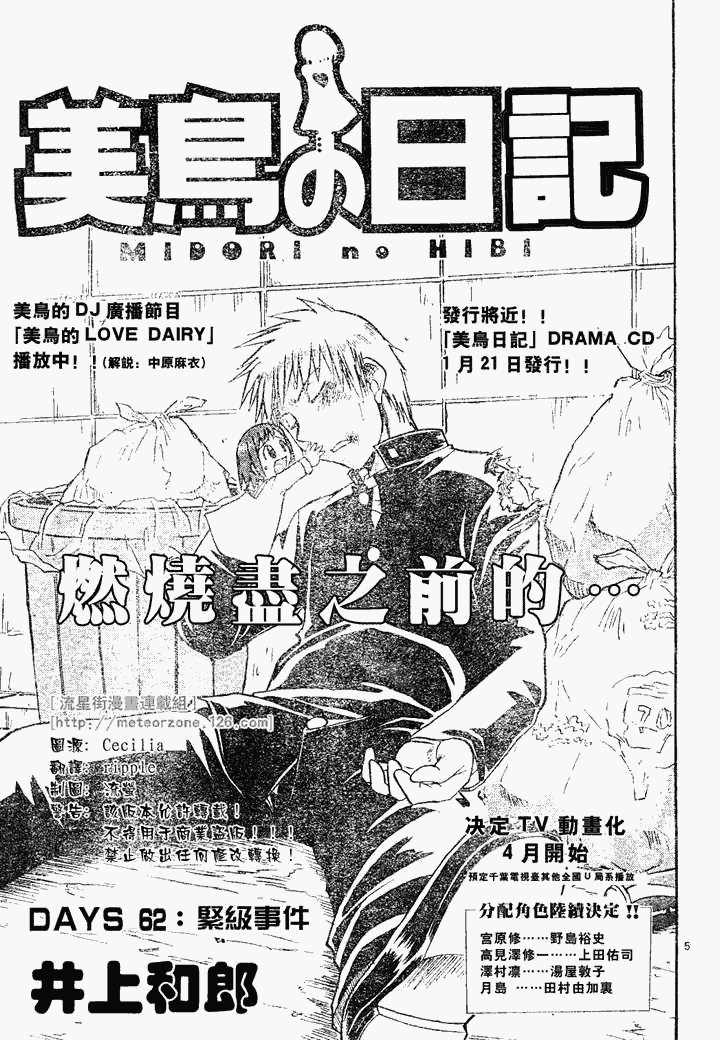 美鳥の日記
MIDORI no HIBI
美鳥的DJ廣播節目
「美鳥的LOVE DAIRY」
播放中!!(解説:中原麻衣)
發行將近!!
「美鳥日記」DRAMA CD
1月21日發行!!
燃燒盡之前的…
[流星街漫畫連載組]
[http://meteorzone.126.com]
圖源: Cecilia
翻譯: ripple
制圖: 流螢
警告: 勁版本允許轉載!
不得用于商業盜版!!!
禁止做出任何修改轉換!
决定TV動畫化
4月開始
預定千葉電視臺其他全國U局系播放
分配角色陸續決定!!
宮原修……野島裕史
高見澤修一…上田佑司
澤村凛……湯屋敦子
月島 ……田村由加裏
DAYS 62:緊級事件
井上和郎
5